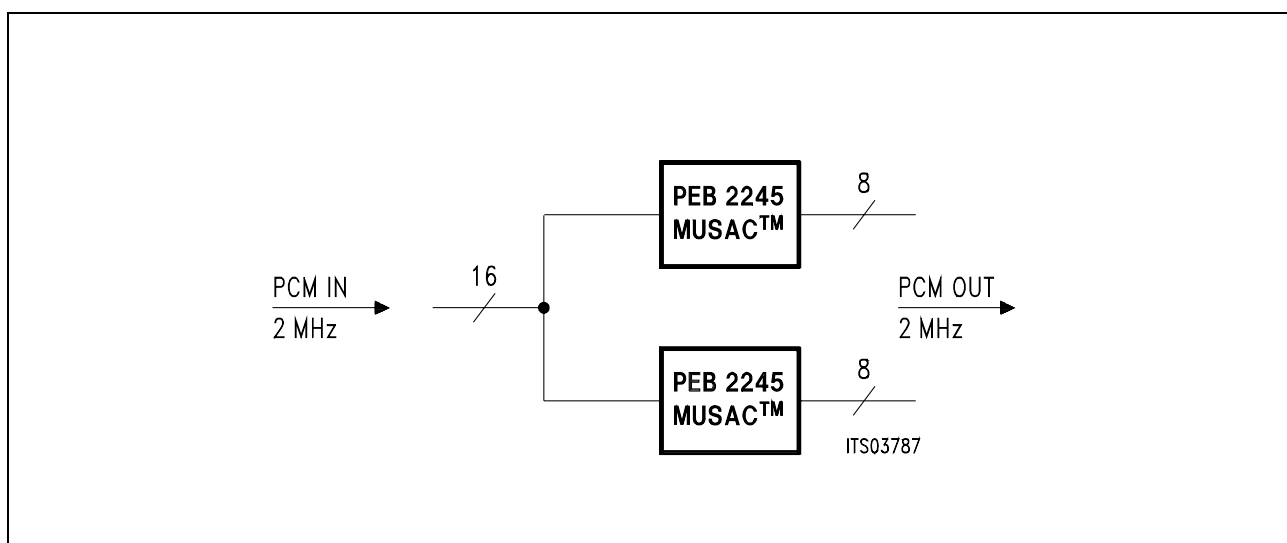 PEB 2245
MUSAC™
8
16
PCM IN
2 MHz
PCM OUT
2 MHz
PEB 2245
MUSAC™
8
ITS03787